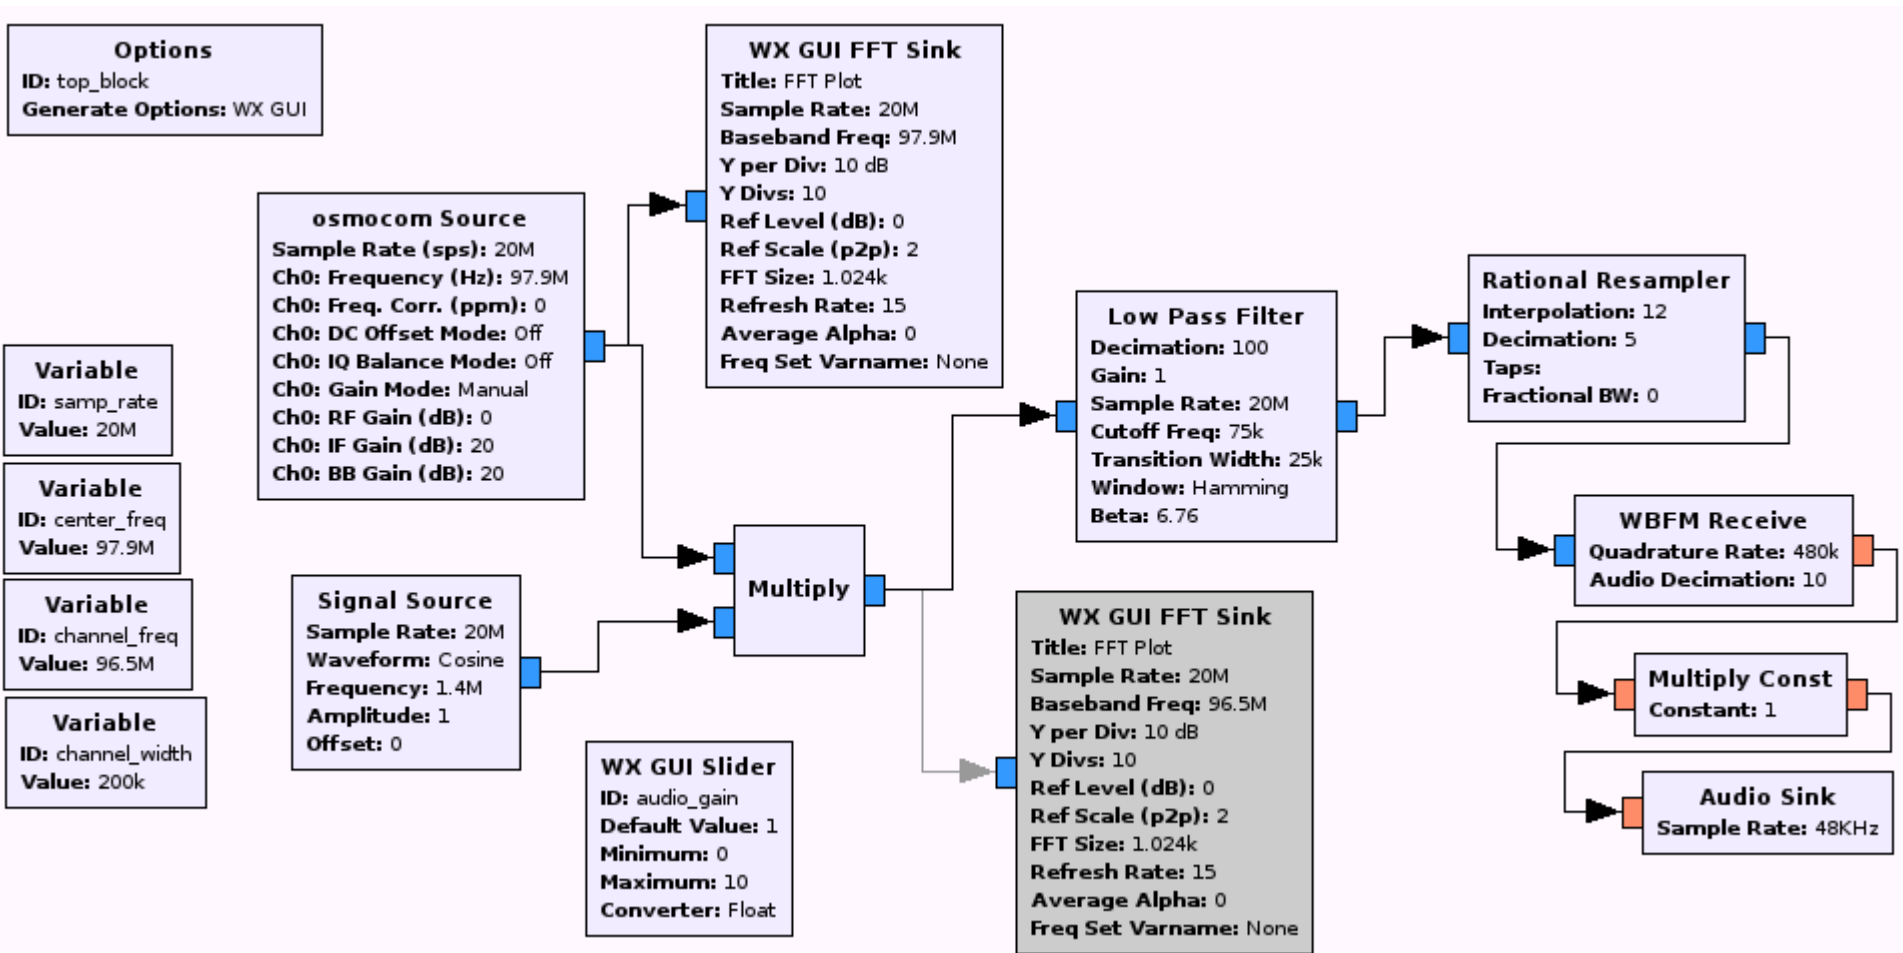 Options
ID: top_block
Generate Options: WX GUI
WX GUI FFT Sink
Title: FFT Plot
Sample Rate: 20M
Baseband Freq: 97.9M
Y per Div: 10 dB
Y Divs: 10
Ref Level (dB): 0
Ref Scale (p2p): 2
FFT Size: 1.024k
Refresh Rate: 15
Average Alpha: 0
Freq Set Varname: None
osmocom Source
Sample Rate (sps): 20M
Ch0: Frequency (Hz): 97.9M
Ch0: Freq. Corr. (ppm): 0
Ch0: DC Offset Mode: Off
Ch0: IQ Balance Mode: Off
Ch0: Gain Mode: Manual
Ch0: RF Gain (dB): 0
Ch0: IF Gain (dB): 20
Ch0: BB Gain (dB): 20
Variable
ID: samp_rate
Value: 20M
Variable
ID: center_freq
Value: 97.9M
Variable
ID: channel_freq
Value: 96.5M
Variable
ID: channel_width
Value: 200k
Signal Source
Sample Rate: 20M
Waveform: Cosine
Frequency: 1.4M
Amplitude: 1
Offset: 0
Multiply
WX GUI Slider
ID: audio_gain
Default Value: 1
Minimum: 0
Maximum: 10
Converter: Float
Low Pass Filter
Decimation: 100
Gain: 1
Sample Rate: 20M
Cutoff Freq: 75k
Transition Width: 25k
Window: Hamming
Beta: 6.76
WX GUI FFT Sink
Title: FFT Plot
Sample Rate: 20M
Baseband Freq: 96.5M
Y per Div: 10 dB
Y Divs: 10
Ref Level (dB): 0
Ref Scale (p2p): 2
FFT Size: 1.024k
Refresh Rate: 15
Average Alpha: 0
Freq Set Varname: None
Rational Resampler
Interpolation: 12
Decimation: 5
Taps:
Fractional BW: 0
WBFM Receive
Quadrature Rate: 480k
Audio Decimation: 10
Multiply Const
Constant: 1
Audio Sink
Sample Rate: 48KHz